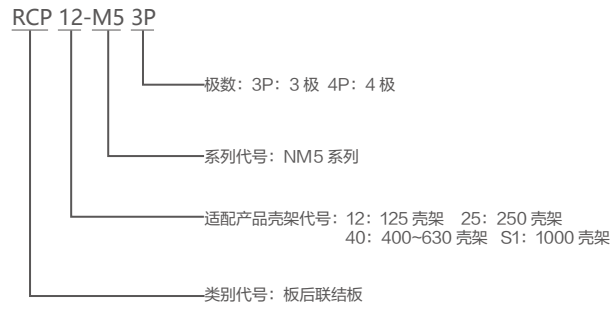 RCP 12-M5 3P
极数：3P：3 极 4P：4 极
系列代号：NM5 系列
适配产品壳架代号：12：125 壳架 25：250 壳架
40：400~630 壳架 S1：1000 壳架
类别代号：板后联结板